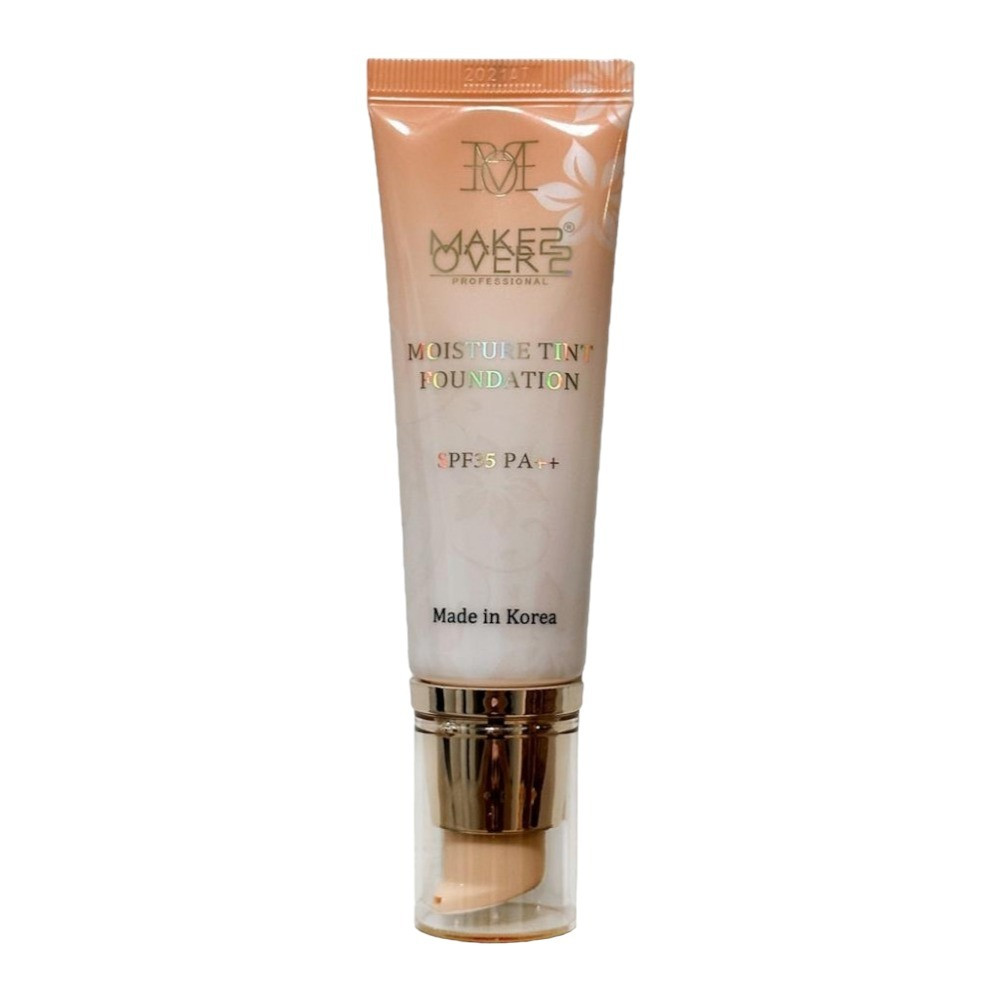 MAKE
OVER 22®
PROFESSIONAL
MOISTURE TINT
FOUNDATION
SPF35 PA++
Made in Korea